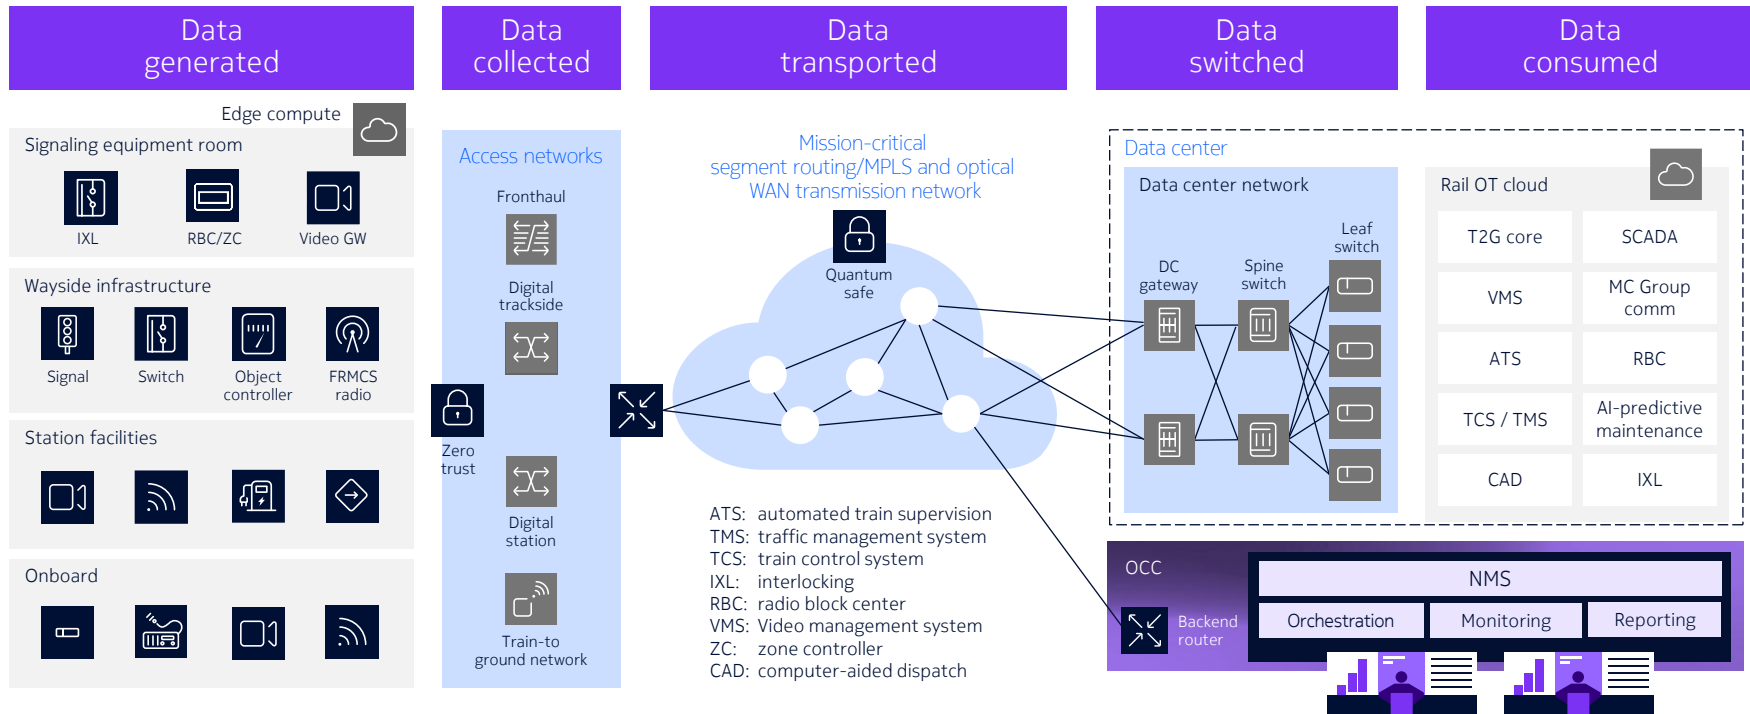 Data
generated
Data
collected
Data
transported
Data
switched
Data
consumed
Edge compute
Signaling equipment room
IXL
RBC/ZC
Video GW
Wayside infrastructure
Signal
Switch
Object
controller
FRMCS
radio
Station facilities
Onboard
Access networks
Fronthaul
Digital
trackside
Zero
trust
Digital
station
Train-to
ground network
Mission-critical
segment routing/MPLS and optical
WAN transmission network
Quantum
safe
ATS: automated train supervision
TMS: traffic management system
TCS: train control system
IXL: interlocking
RBC: radio block center
VMS: Video management system
ZC: zone controller
CAD: computer-aided dispatch
Data center
Data center network
DC
gateway
Spine
switch
Leaf
switch
Rail OT cloud
T2G core
SCADA
VMS
MC Group
comm
ATS
RBC
TCS / TMS
AI-predictive
maintenance
CAD
IXL
OCC
Backend
router
NMS
Orchestration
Monitoring
Reporting